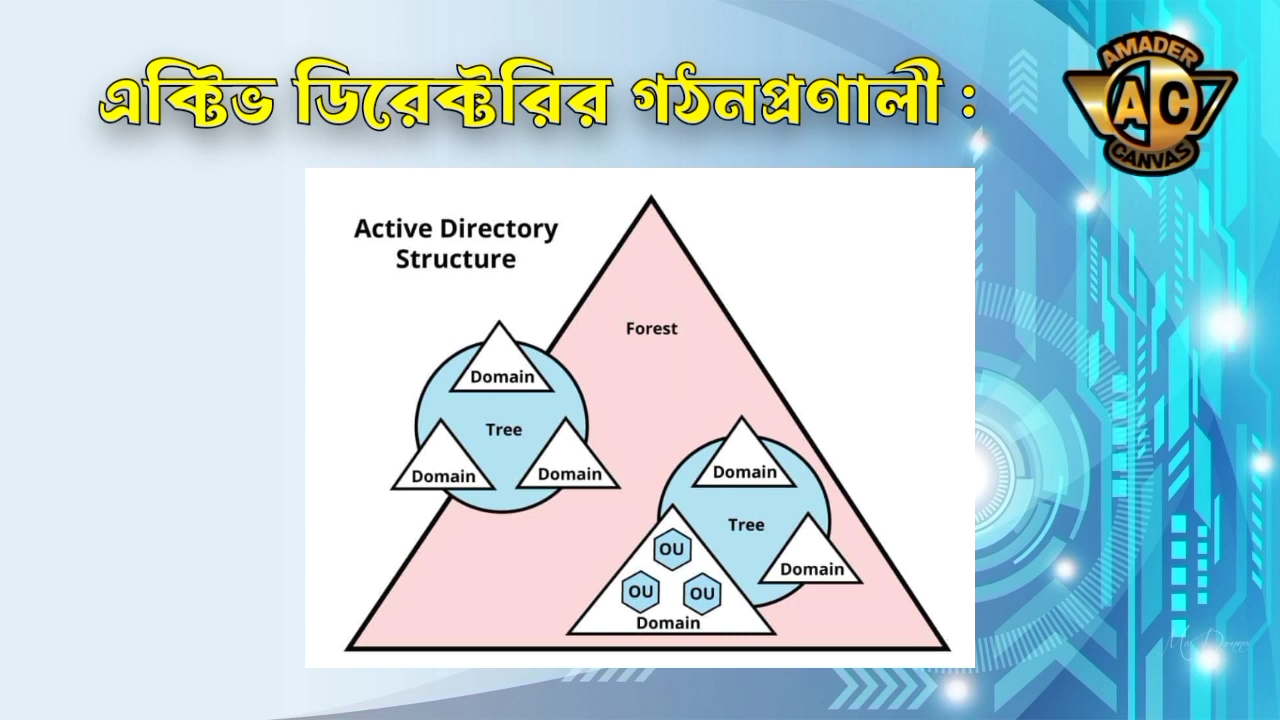 এক্টিভ ডিরেক্টরির গঠনপ্রণালী :
AMADER
AC
CANVAS
Active Directory
Structure
Forest
Domain
Tree
Domain
Domain
Domain
Tree
OU
Domain
OU
OU
Domain